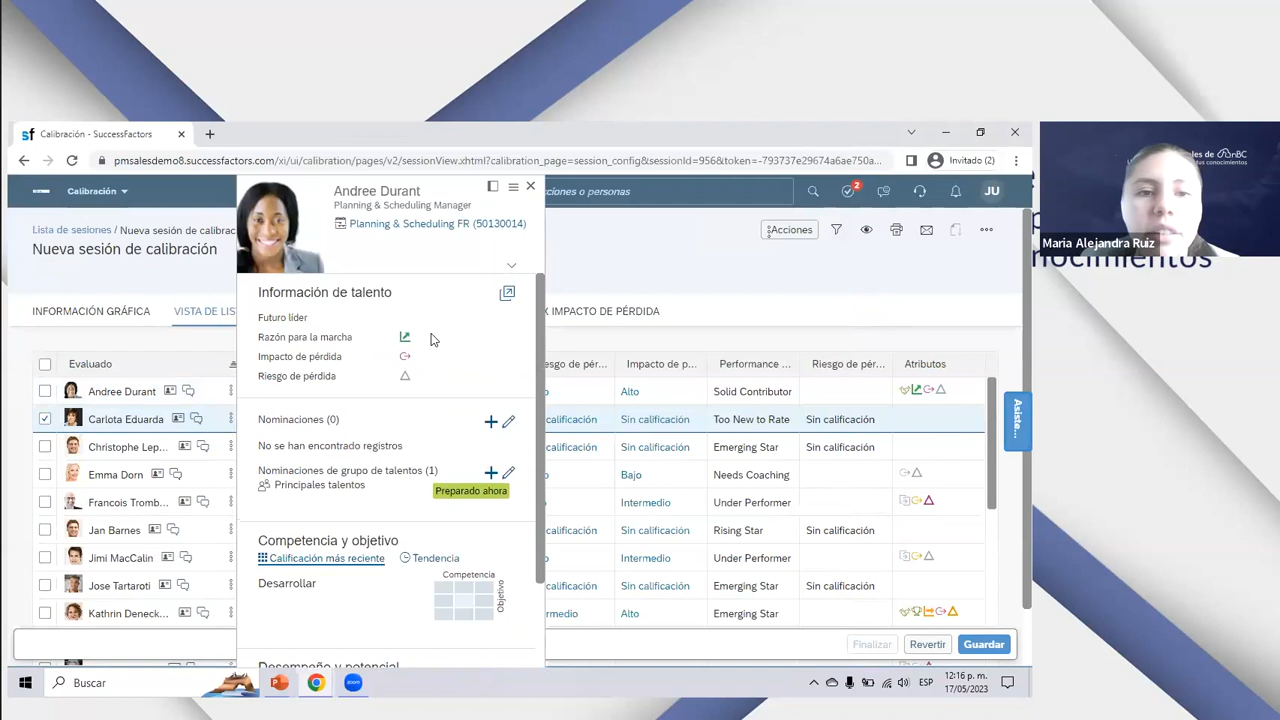 Calibración - SuccessFactors
pmsalesdemo8.successfactors.com/xi/ui/calibration/pages/v2/sessionView.xhtml?calibration_page=session_config&sessionId=956&token=-793737e29674a6ae750a...
Invitado (2)
Calibración
cciones o personas
2
JU
Lista de sesiones / Nueva sesión de calibra
Nueva sesión de calibración
Acciones
INFORMACIÓN GRÁFICA
VISTA DE LIS
X IMPACTO DE PÉRDIDA
Andree Durant
Planning & Scheduling Manager
Planning & Scheduling FR (50130014)
Información de talento
Futuro líder
Razón para la marcha
Impacto de pérdida
Riesgo de pérdida
Nominaciones (0)
No se han encontrado registros
Nominaciones de grupo de talentos (1)
Principales talentos
Preparado ahora
Competencia y objetivo
Calificación más reciente
Tendencia
Desarrollar
Competencia
Objetivo
Desempeño y potencial
Evaluado
esgo de pér...
Impacto de p...
Performance ...
Riesgo de pér...
Atributos
Andree Durant
Alto
Solid Contributor
Carlota Eduarda
calificación
Sin calificación
Too New to Rate
Sin calificación
Christophe Lep...
calificación
Sin calificación
Emerging Star
Sin calificación
Emma Dorn
Bajo
Needs Coaching
Francois Tromb...
Intermedio
Under Performer
Jan Barnes
calificación
Sin calificación
Rising Star
Sin calificación
Jimi MacCalin
Intermedio
Under Performer
Jose Tartaroti
calificación
Sin calificación
Emerging Star
Sin calificación
Kathrin Deneck...
medio
Alto
Emerging Star
Asiste...
Finalizar
Revertir
Guardar
Buscar
ESP
12:16 p. m.
17/05/2023
Maria Alejandra Ruiz
nocimientos